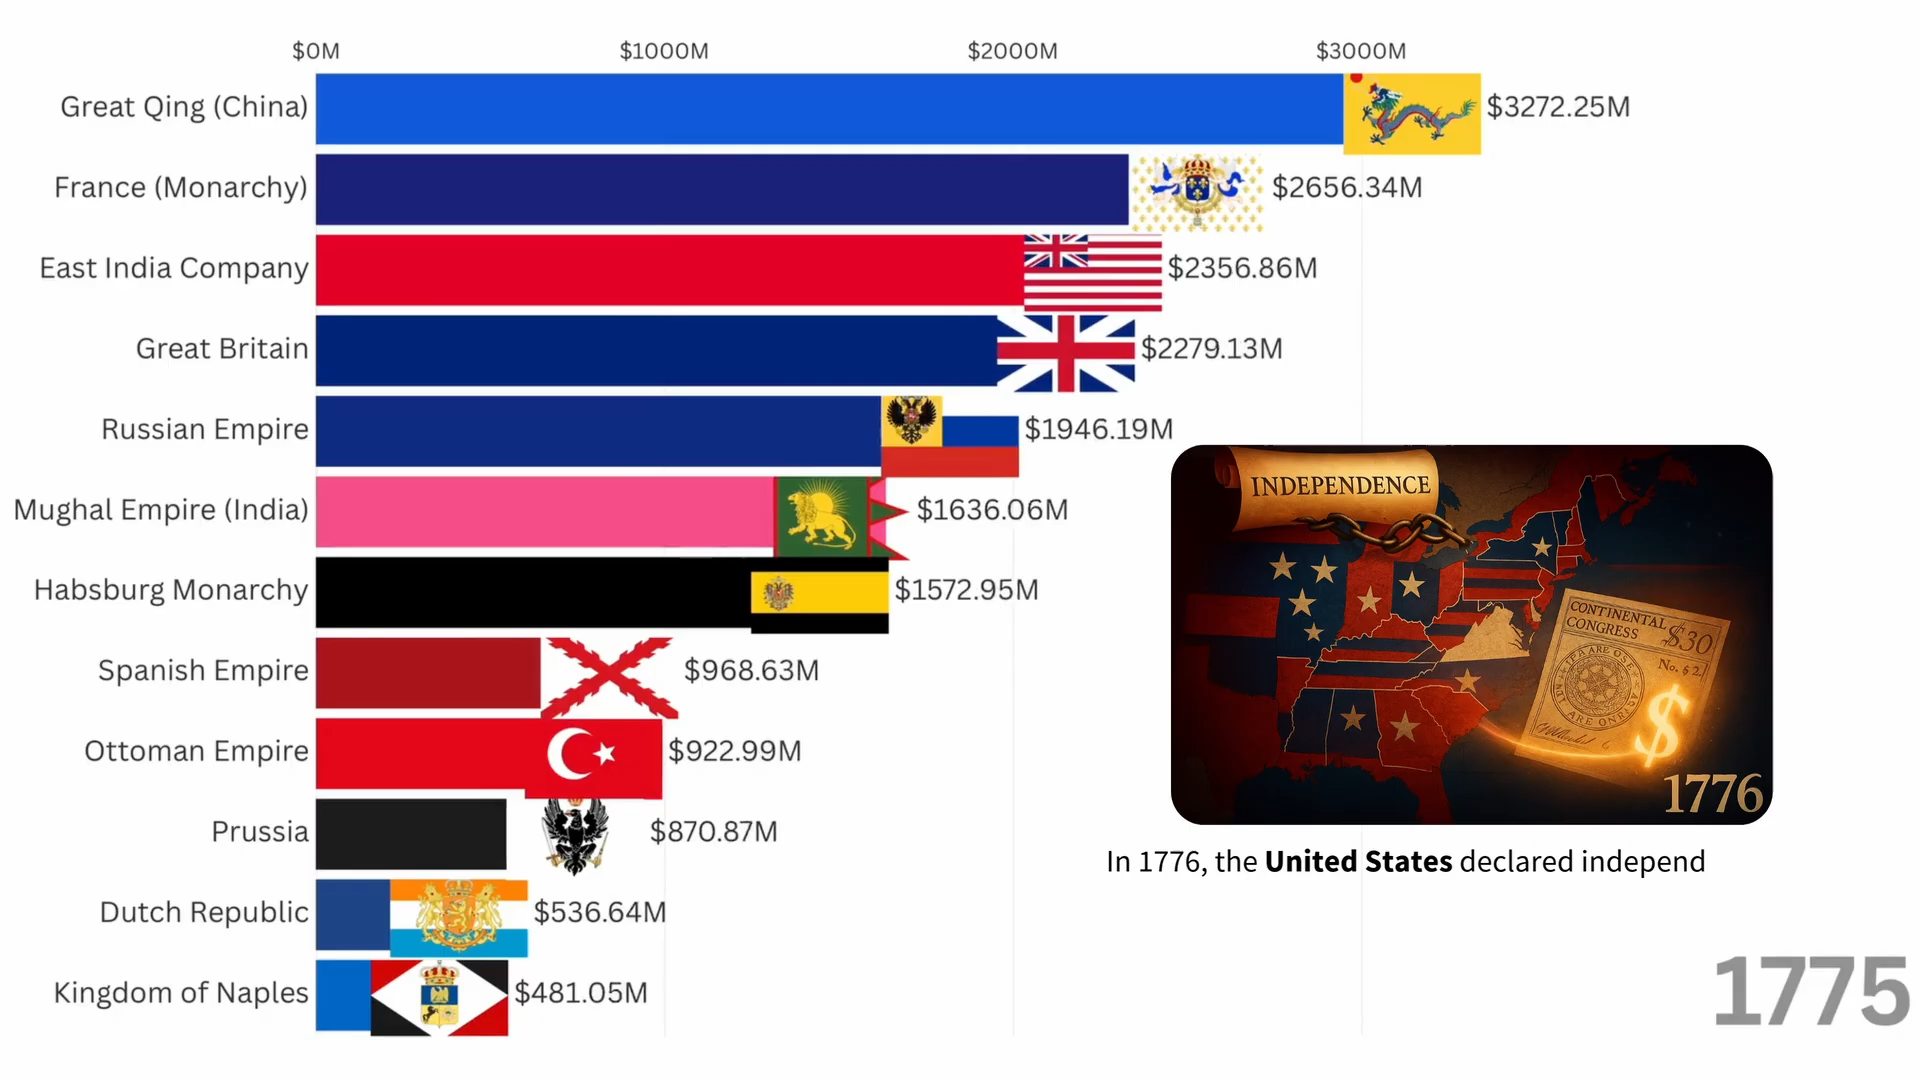 $0M $1000M $2000M $3000M
Great Qing (China) $3272.25M
France (Monarchy) $2656.34M
East India Company $2356.86M
Great Britain $2279.13M
Russian Empire $1946.19M
Mughal Empire (India) $1636.06M
Habsburg Monarchy $1572.95M
Spanish Empire $968.63M
Ottoman Empire $922.99M
Prussia $870.87M
Dutch Republic $536.64M
Kingdom of Naples $481.05M
INDEPENDENCE
CONTINENTAL
CONGRESS $30
No.
$
1776
In 1776, the United States declared independ
1775